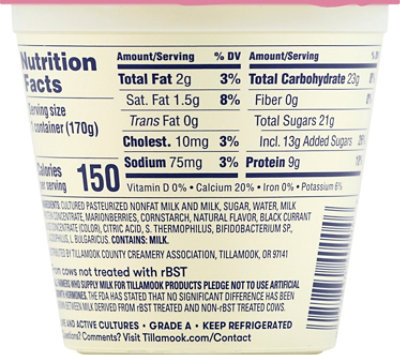 Nutrition Facts
Serving size
1 container (170g)
Calories per serving 150
Amount/Serving % DV
Total Fat 2g 3%
Sat. Fat 1.5g 8%
Trans Fat 0g
Cholest. 10mg 3%
Sodium 75mg 3%
Amount/Serving % DV
Total Carbohydrate 23g
Fiber 0g
Total Sugars 21g
Incl. 13g Added Sugars
Protein 9g
Vitamin D 0% • Calcium 20% • Iron 0% • Potassium 6%
INGREDIENTS: CULTURED PASTEURIZED NONFAT MILK AND MILK, SUGAR, WATER, MILK
CONCENTRATE, MARIONBERRIES, CORNSTARCH, NATURAL FLAVOR, BLACK CURRANT
CONCENTRATE (COLOR), CITRIC ACID, S. THERMOPHILUS, BIFIDOBACTERIUM SP.,
L. BULGARICUS. CONTAINS: MILK.
BY TILLAMOOK COUNTY CREAMERY ASSOCIATION, TILLAMOOK, OR 97141
cows not treated with rBST
SUPPLY MILK FOR TILLAMOOK PRODUCTS PLEDGE NOT TO USE ARTIFICIAL
HORMONES. THE FDA HAS STATED THAT NO SIGNIFICANT DIFFERENCE HAS BEEN
BETWEEN MILK DERIVED FROM rBST TREATED AND NON-rBST TREATED COWS.
AND ACTIVE CULTURES • GRADE A • KEEP REFRIGERATED
Questions? Comments? Visit Tillamook.com/Contact